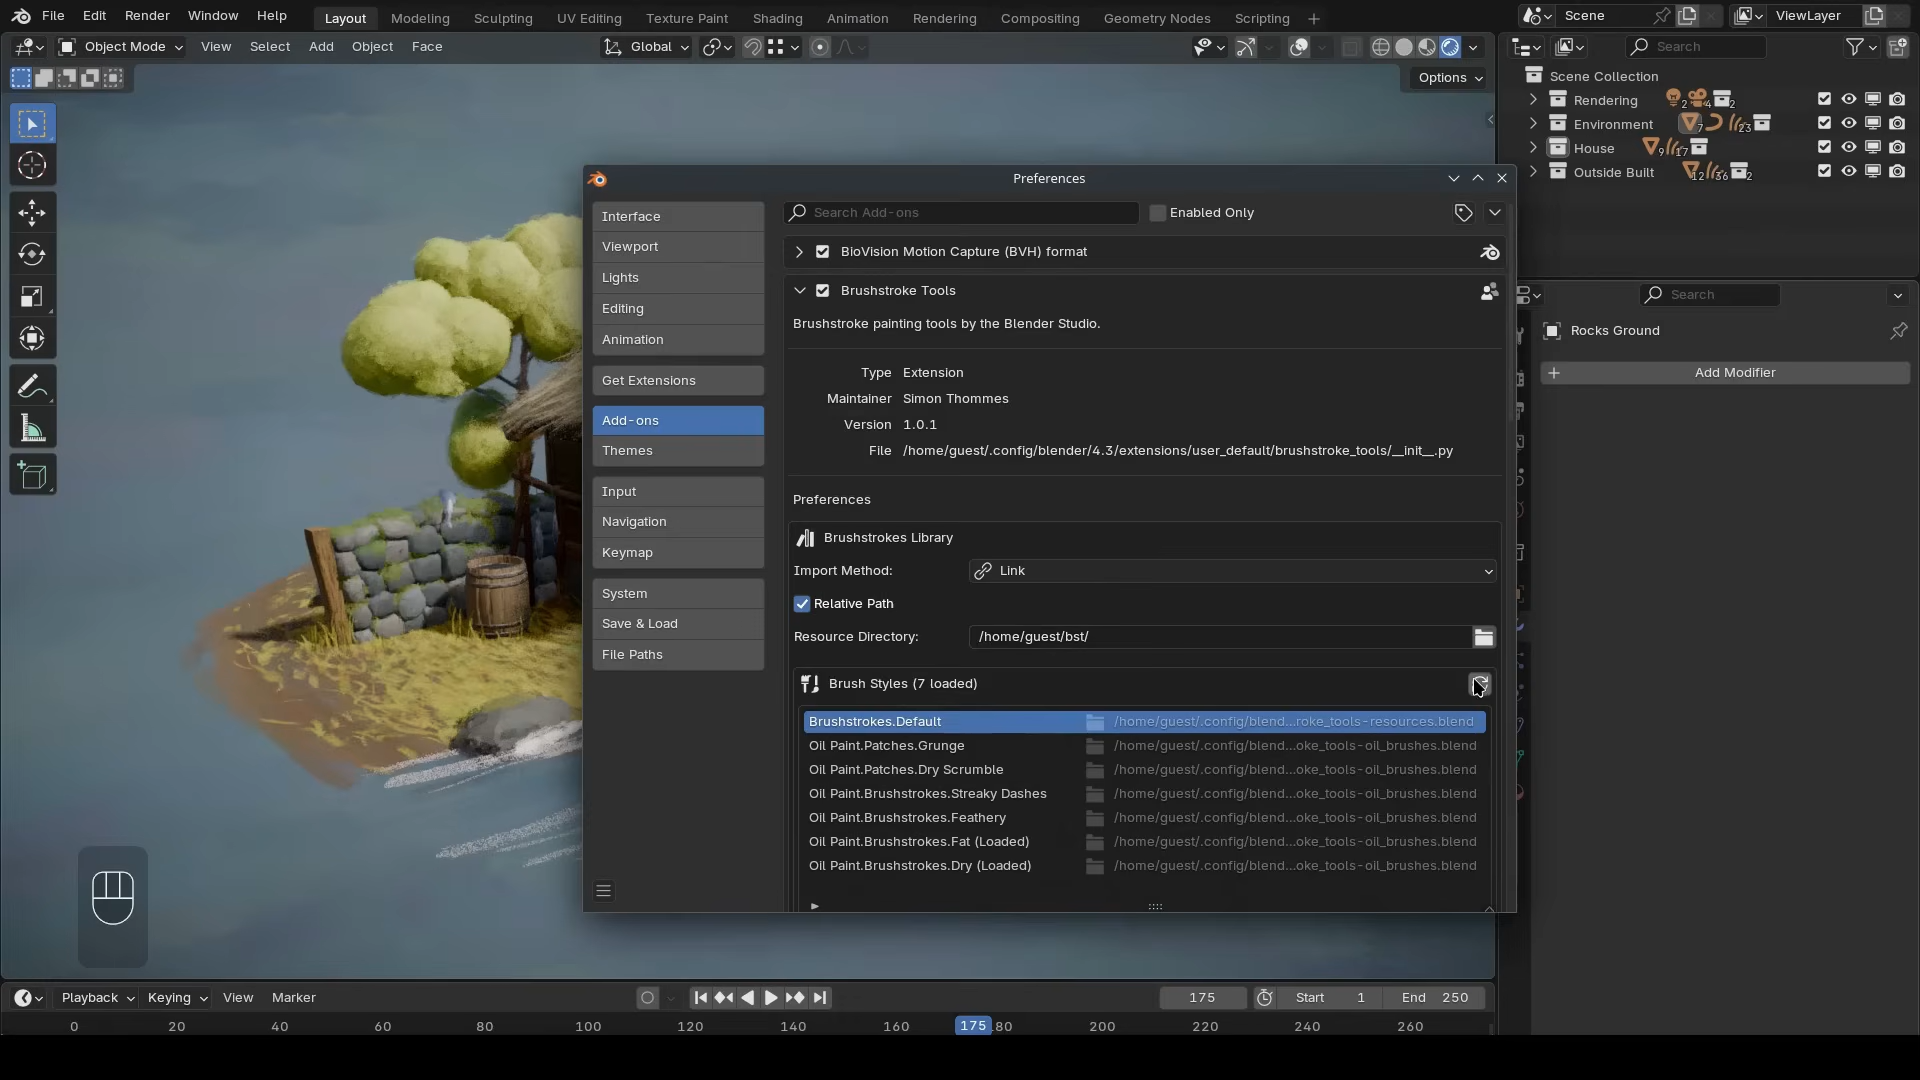 File Edit Render Window Help Layout Modeling Sculpting UV Editing Texture Paint Shading Animation Rendering Compositing Geometry Nodes Scripting Scene ViewLayer
Object Mode View Select Add Object Face Global Search
Options
Scene Collection
Rendering 2 4 2
Environment 7 23
House 9 17
Outside Built 12 36 2
Preferences
Interface
Viewport
Lights
Editing
Animation
Get Extensions
Add-ons
Themes
Input
Navigation
Keymap
System
Save & Load
File Paths
Search Add-ons Enabled Only
BioVision Motion Capture (BVH) format
Brushstroke Tools
Brushstroke painting tools by the Blender Studio.
Type Extension
Maintainer Simon Thommes
Version 1.0.1
File /home/guest/.config/blender/4.3/extensions/user_default/brushstroke_tools/__init__.py
Preferences
Brushstrokes Library
Import Method: Link
Relative Path
Resource Directory: /home/guest/bst/
Brush Styles (7 loaded)
Brushstrokes.Default /home/guest/.config/blend...roke_tools-resources.blend
Oil Paint.Patches.Grunge /home/guest/.config/blend...oke_tools-oil_brushes.blend
Oil Paint.Patches.Dry Scrumble /home/guest/.config/blend...oke_tools-oil_brushes.blend
Oil Paint.Brushstrokes.Streaky Dashes /home/guest/.config/blend...oke_tools-oil_brushes.blend
Oil Paint.Brushstrokes.Feathery /home/guest/.config/blend...oke_tools-oil_brushes.blend
Oil Paint.Brushstrokes.Fat (Loaded) /home/guest/.config/blend...oke_tools-oil_brushes.blend
Oil Paint.Brushstrokes.Dry (Loaded) /home/guest/.config/blend...oke_tools-oil_brushes.blend
Search
Rocks Ground
Add Modifier
Playback Keying View Marker 175 Start 1 End 250
0 20 40 60 80 100 120 140 160 175 80 200 220 240 260